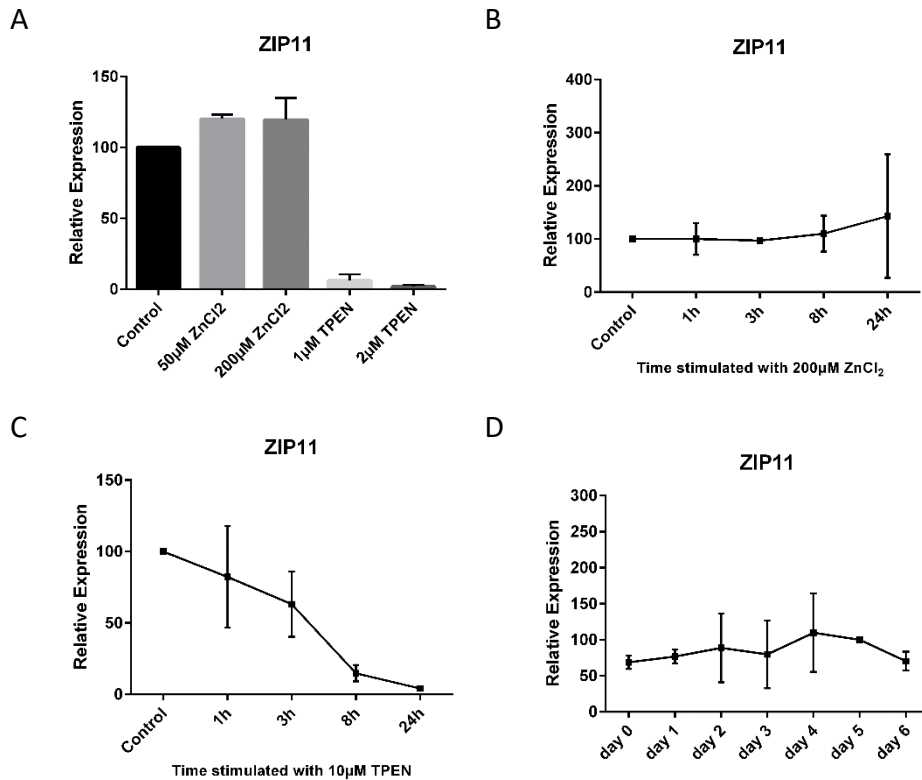 A
ZIP11
Relative Expression
150
100
50
0
Control
50μM ZnCl2
200μM ZnCl2
1μM TPEN
2μM TPEN
B
ZIP11
Relative Expression
400
300
200
100
0
Control
1h
3h
8h
24h
Time stimulated with 200μM ZnCl₂
C
ZIP11
Relative Expression
150
100
50
0
Control
1h
3h
8h
24h
Time stimulated with 10μM TPEN
D
ZIP11
Relative Expression
300
250
200
150
100
50
0
day 0
day 1
day 2
day 3
day 4
day 5
day 6